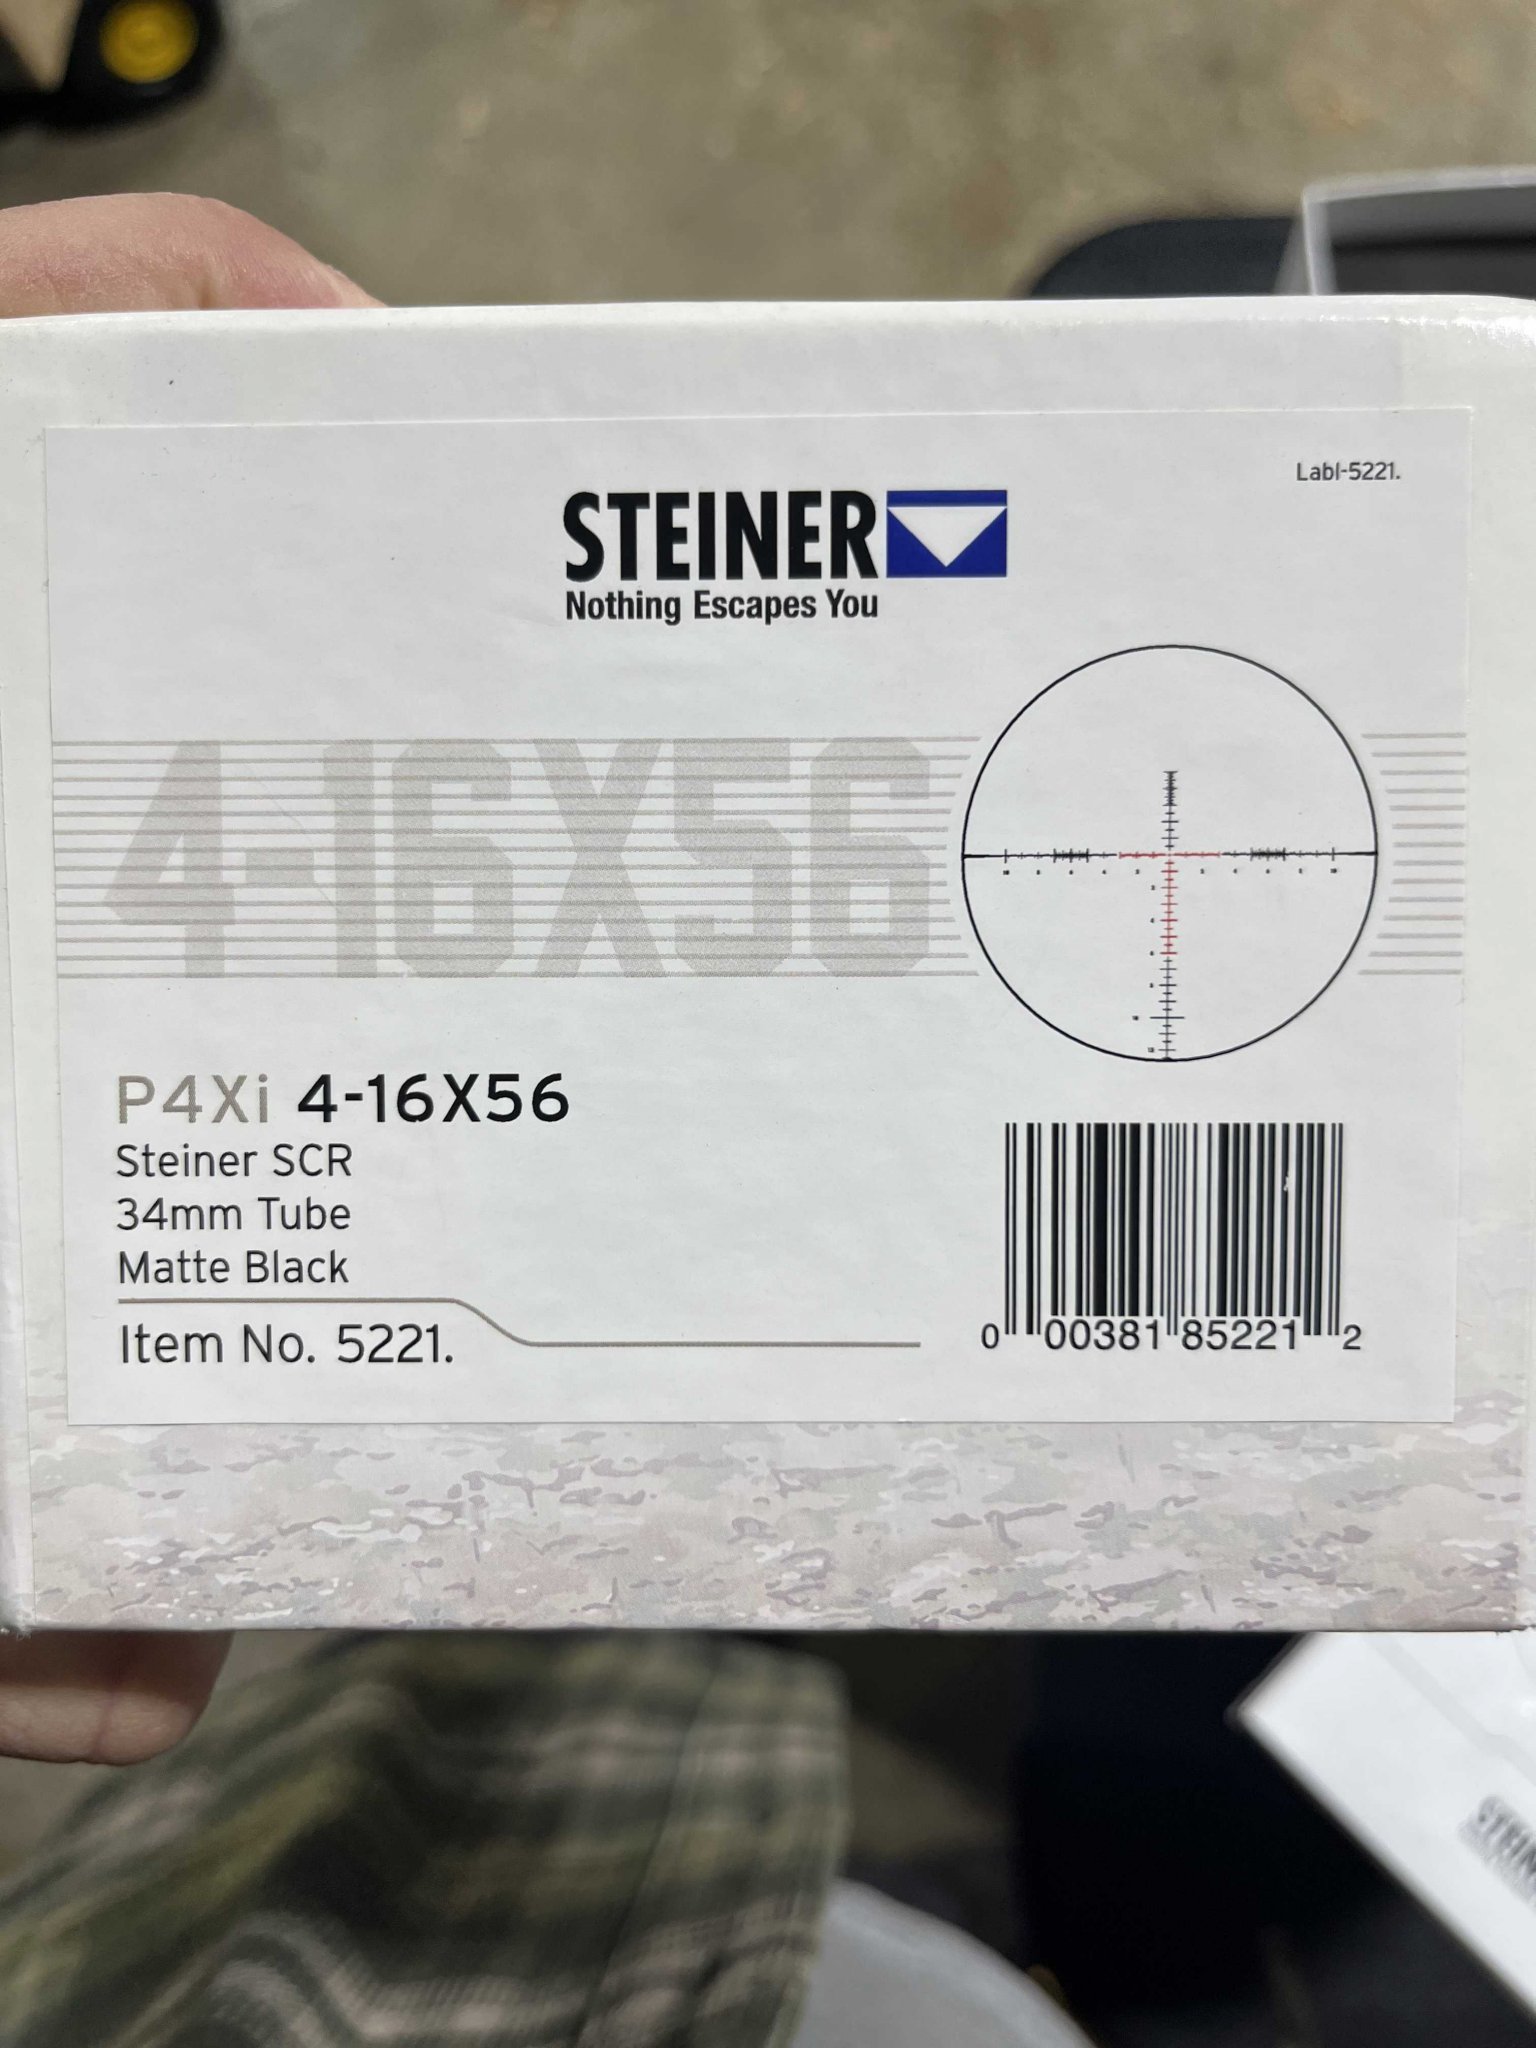 Labl-5221.
STEINER
Nothing Escapes You
4-16X56
P4Xi 4-16X56
Steiner SCR
34mm Tube
Matte Black
Item No. 5221.
0 00381 85221 2